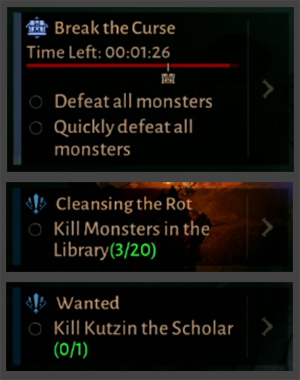 Break the Curse
Time Left: 00:01:26
Defeat all monsters
Quickly defeat all
monsters
Cleansing the Rot
Kill Monsters in the
Library(3/20)
Wanted
Kill Kutzin the Scholar
(0/1)